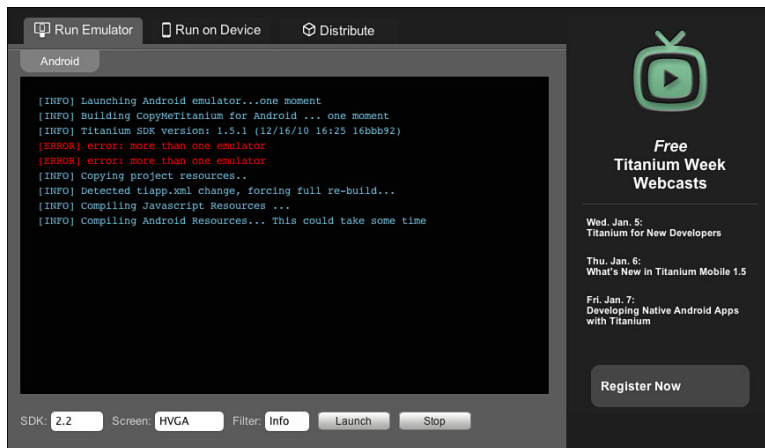 Run Emulator
Run on Device
Distribute
Android
[INFO] Launching Android emulator...one moment
[INFO] Building CopyMeTitanium for Android ... one moment
[INFO] Titanium SDK version: 1.5.1 (12/16/10 16:25 16bbb92)
[ERROR] error: more than one emulator
[ERROR] error: more than one emulator
[INFO] Copying project resources..
[INFO] Detected tiapp.xml change, forcing full re-build...
[INFO] Compiling Javascript Resources ...
[INFO] Compiling Android Resources... This could take some time
SDK: 2.2 Screen: HVGA Filter: Info Launch Stop
Free
Titanium Week
Webcasts
Wed. Jan. 5:
Titanium for New Developers
Thu. Jan. 6:
What's New in Titanium Mobile 1.5
Fri. Jan. 7:
Developing Native Android Apps
with Titanium
Register Now